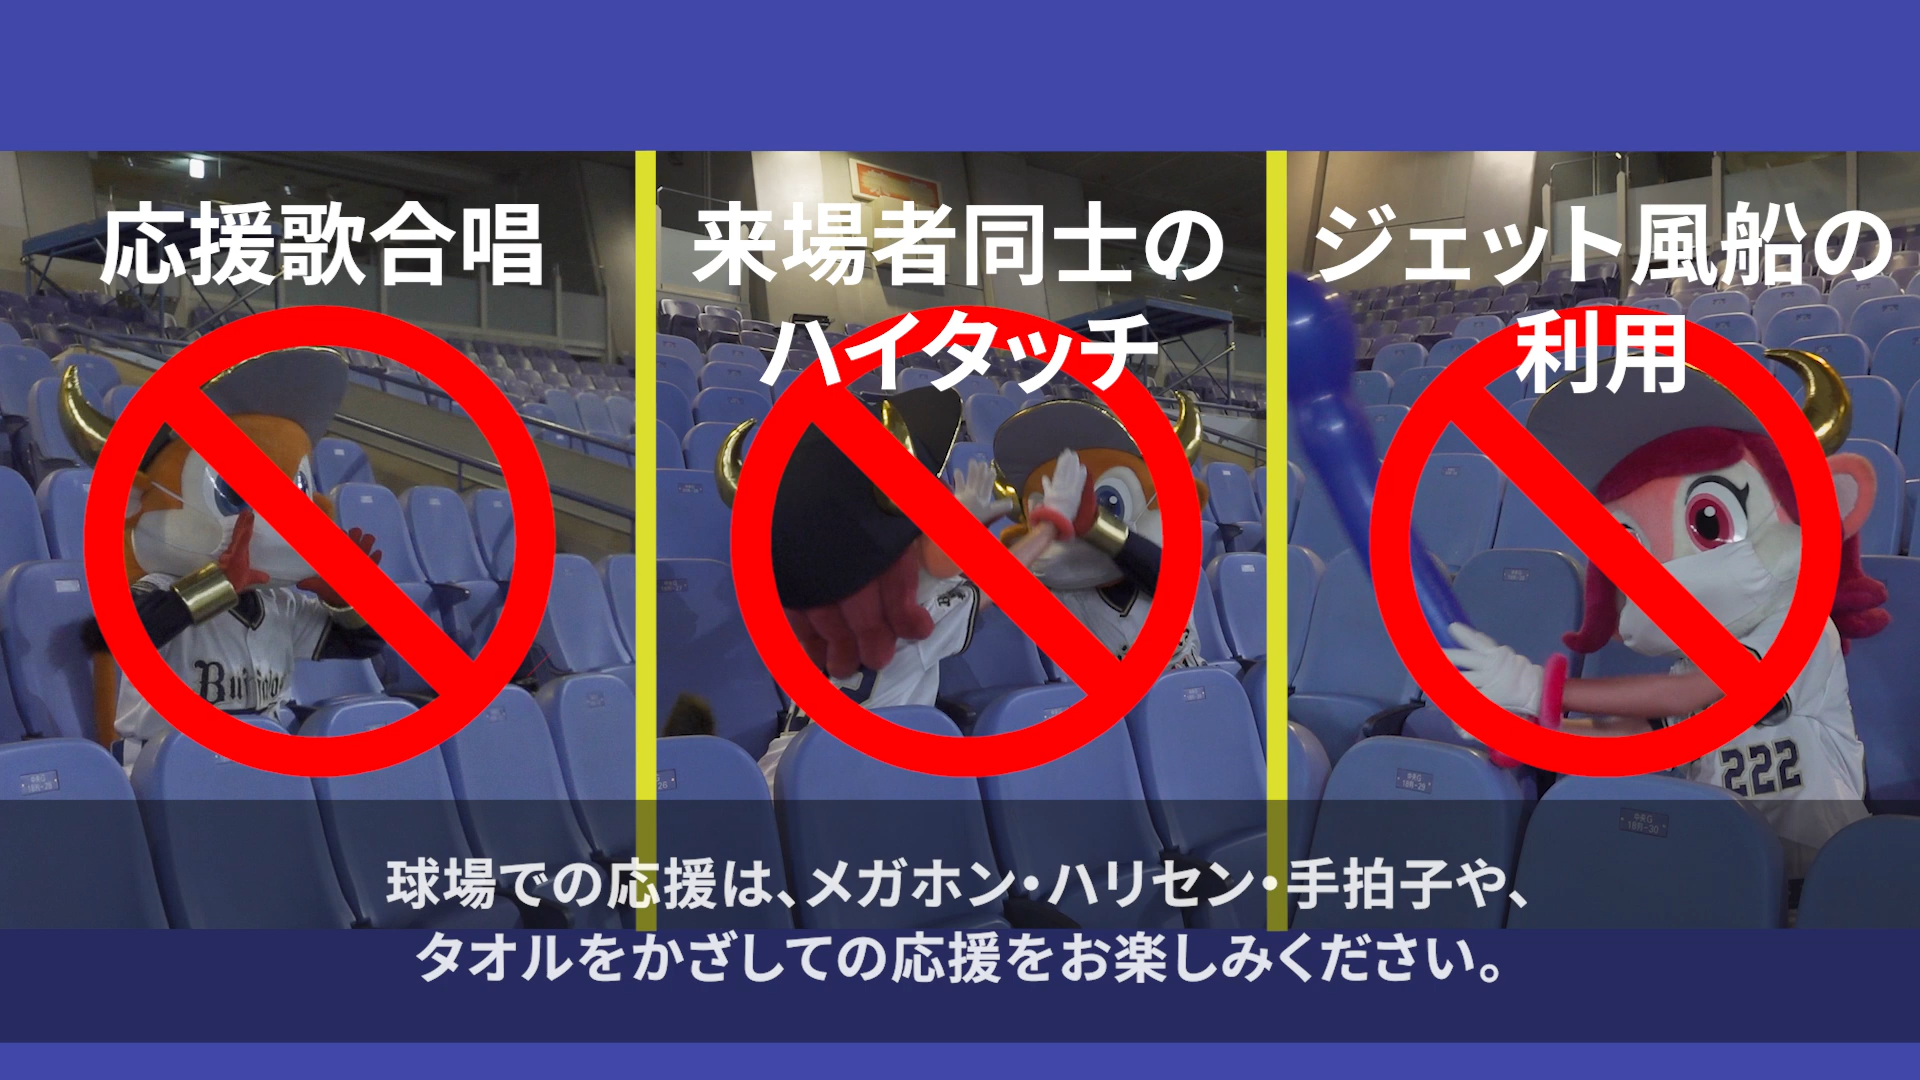 応援歌合唱
来場者同士の
ハイタッチ
ジェット風船の
利用
222
球場での応援は、メガホン・ハリセン・手拍子や、
タオルをかざしての応援をお楽しみください。